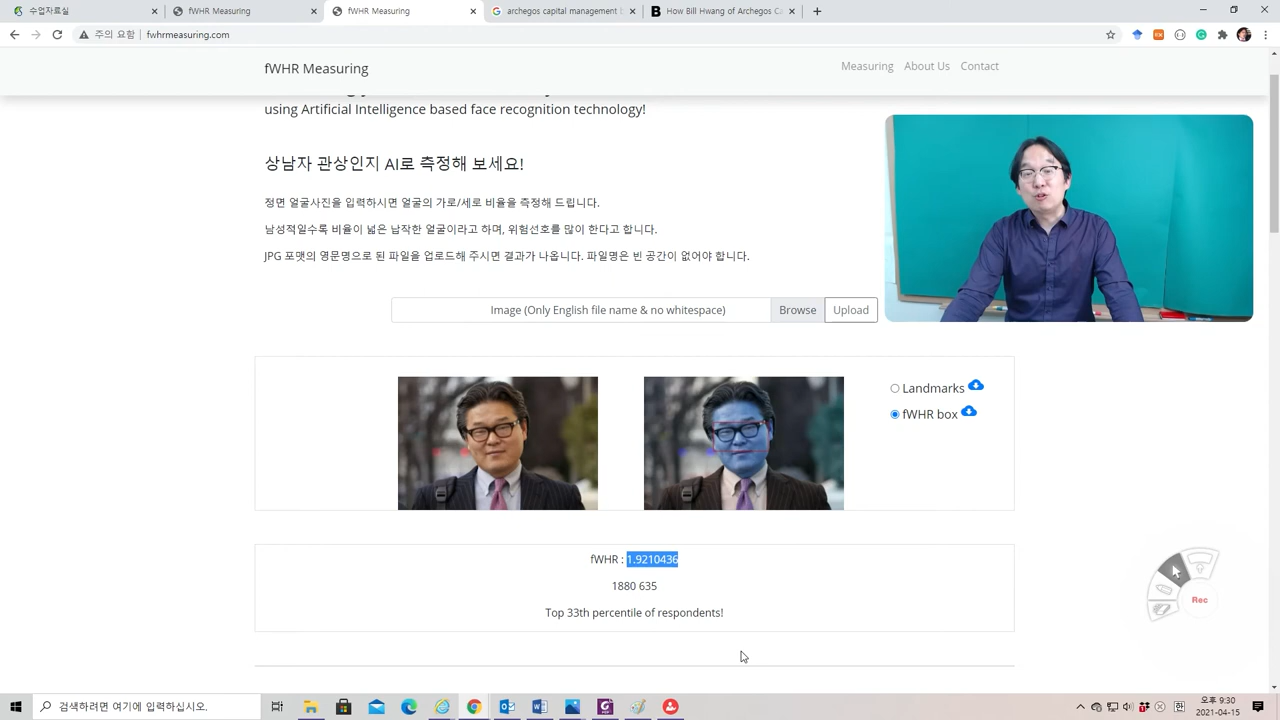 수업자료실
fWHR Measuring
fWHR Measuring
archegos capital management
How Bill Hwang of Archegos Ca
주의 요함
fwhrmeasuring.com
fWHR Measuring
Measuring
About Us
Contact
using Artificial Intelligence based face recognition technology!
상남자 관상인지 AI로 측정해 보세요!
정면 얼굴사진을 입력하시면 얼굴의 가로/세로 비율을 측정해 드립니다.
남성적일수록 비율이 넓은 납작한 얼굴이라고 하며, 위험선호를 많이 한다고 합니다.
JPG 포맷의 영문명으로 된 파일을 업로드해 주시면 결과가 나옵니다. 파일명은 빈 공간이 없어야 합니다.
Image (Only English file name & no whitespace)
Browse
Upload
Landmarks
fWHR box
fWHR : 1.9210436
1880 635
Top 33th percentile of respondents!
Rec
검색하려면 여기에 입력하십시오.
오후 9:30
2021-04-15